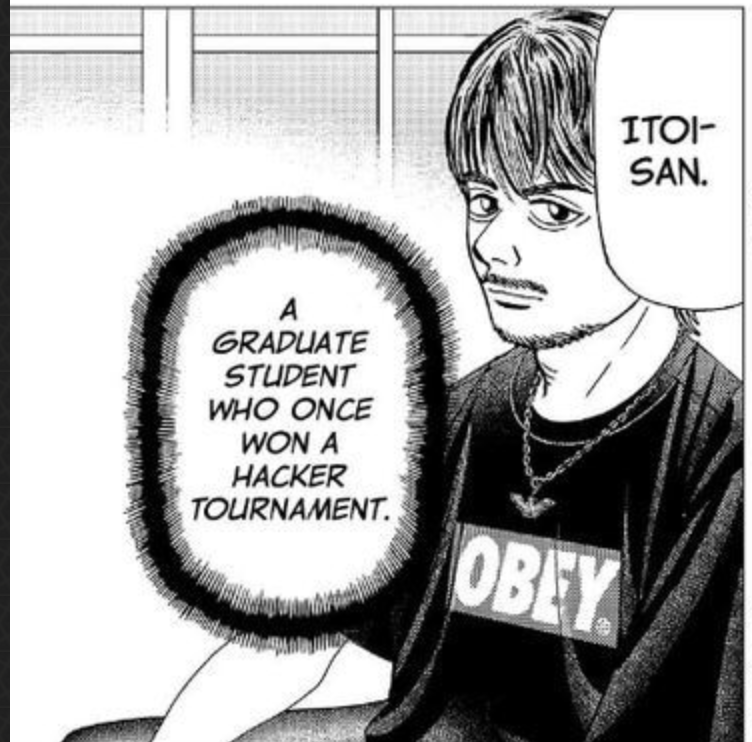 ITOI-
SAN.
A
GRADUATE
STUDENT
WHO ONCE
WON A
HACKER
TOURNAMENT.
OBEY